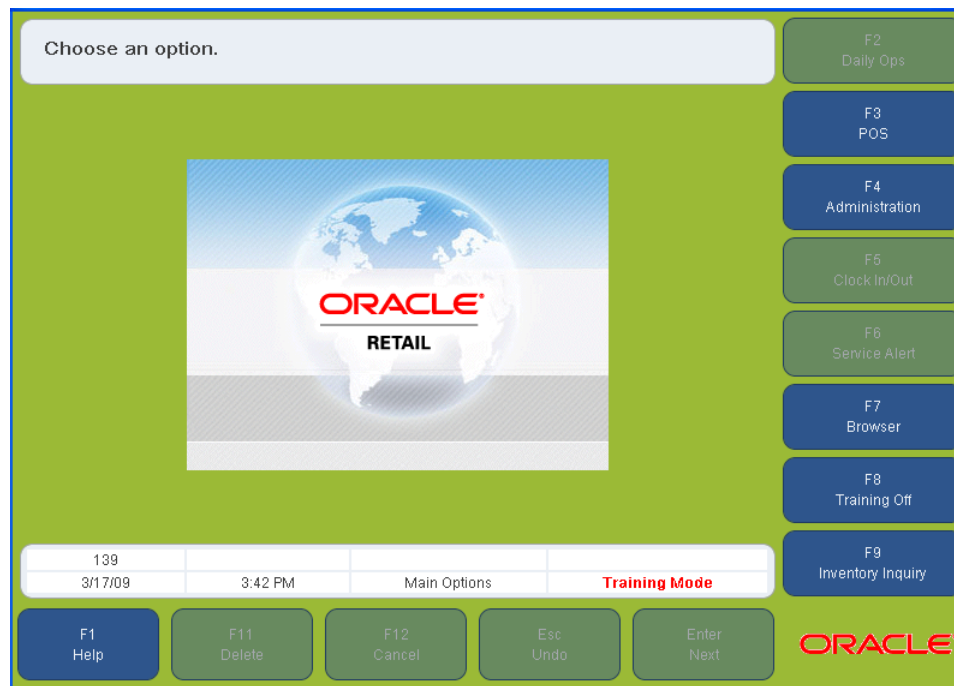 Choose an option.
F2
Daily Ops
F3
POS
F4
Administration
F5
Clock In/Out
F6
Service Alert
F7
Browser
F8
Training Off
F9
Inventory Inquiry
ORACLE®
RETAIL
139
3/17/09 3:42 PM Main Options Training Mode
F1
Help
F11
Delete
F12
Cancel
Esc
Undo
Enter
Next
ORACLE